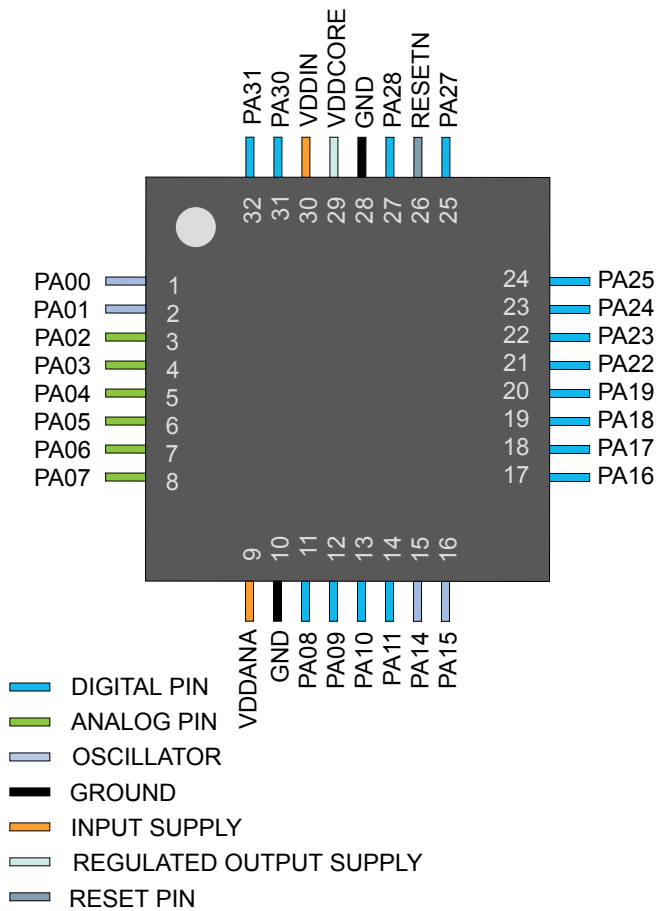 PA31
PA30
VDDIN
VDDCORE
GND
PA28
RESETN
PA27
32
31
30
29
28
27
26
25
PA00
1
PA01
2
PA02
3
PA03
4
PA04
5
PA05
6
PA06
7
PA07
8
24
PA25
23
PA24
22
PA23
21
PA22
20
PA19
19
PA18
18
PA17
17
PA16
9
10
11
12
13
14
15
16
VDDANA
GND
PA08
PA09
PA10
PA11
PA14
PA15
DIGITAL PIN
ANALOG PIN
OSCILLATOR
GROUND
INPUT SUPPLY
REGULATED OUTPUT SUPPLY
RESET PIN